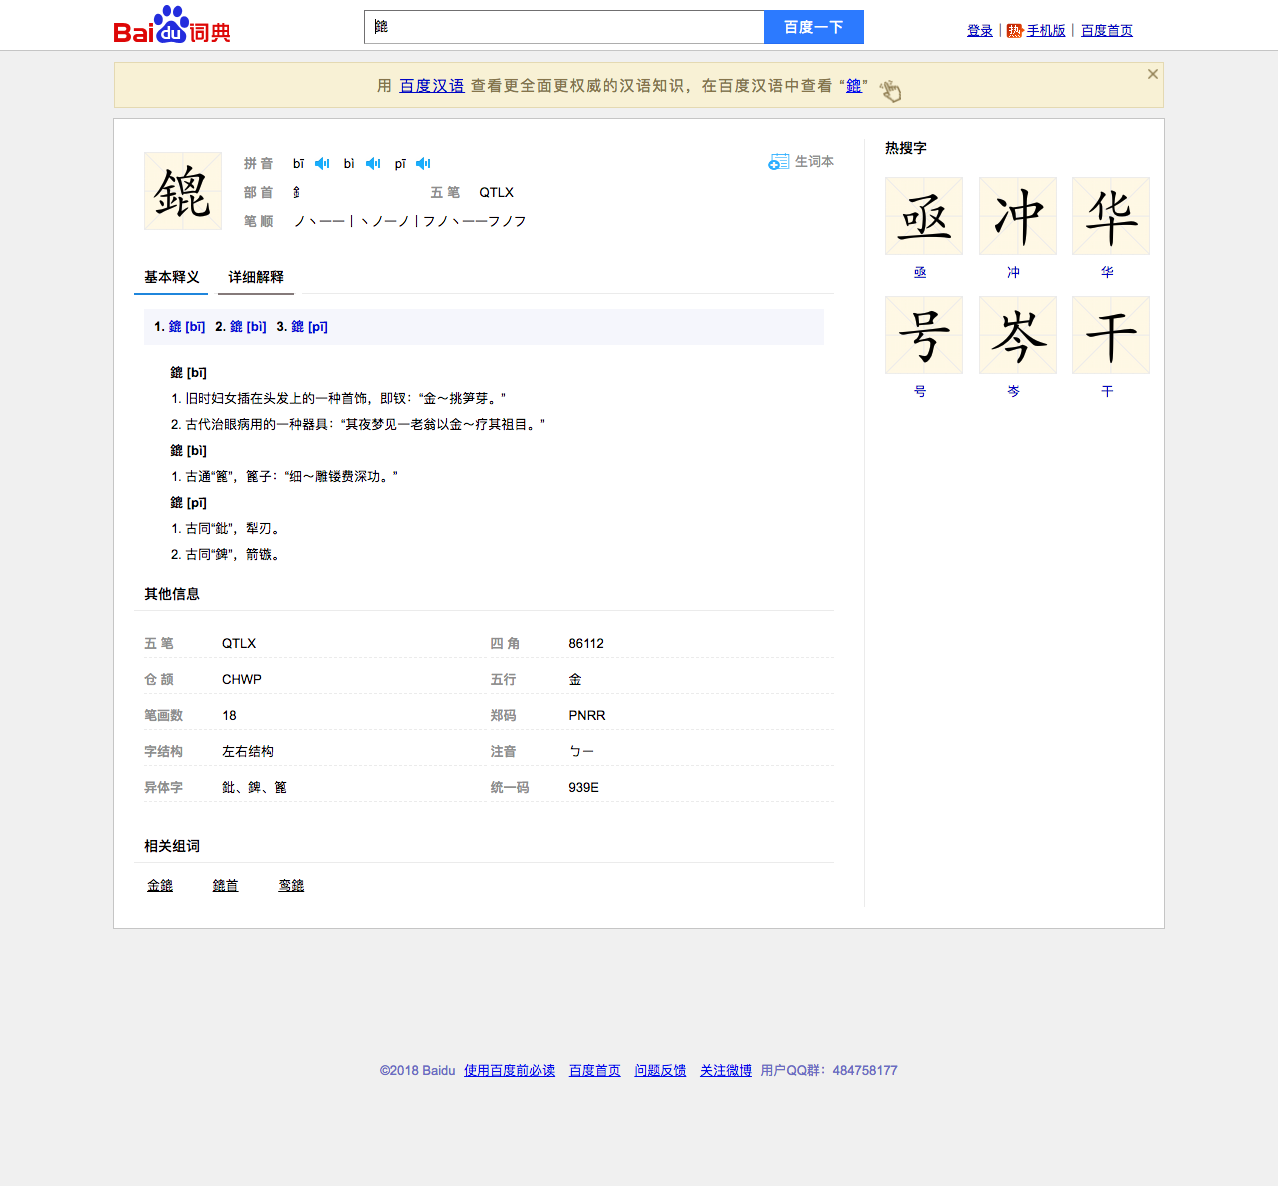 Baidu词典
鎞
百度一下
登录 | 热 手机版 | 百度首页
用 百度汉语 查看更全面更权威的汉语知识，在百度汉语中查看 “鎞”
鎞
拼 音 bī bì pī
生词本
部 首 釒 五 笔 QTLX
笔 顺 ノ丶一一丨丶ノ一ノ丨フノ丶一一フノフ
基本释义 详细解释
1. 鎞 [bī] 2. 鎞 [bì] 3. 鎞 [pī]
鎞 [bī]
1. 旧时妇女插在头发上的一种首饰，即钗：“金～挑笋芽。”
2. 古代治眼病用的一种器具：“其夜梦见一老翁以金～疗其祖目。”
鎞 [bì]
1. 古通“篦”，篦子：“细～雕镂费深功。”
鎞 [pī]
1. 古同“鈚”，犁刃。
2. 古同“錍”，箭镞。
其他信息
五 笔 QTLX 四 角 86112
仓 颉 CHWP 五行 金
笔画数 18 郑码 PNRR
字结构 左右结构 注音 ㄅㄧ
异体字 鈚、錍、篦 统一码 939E
相关组词
金鎞 鎞首 鸾鎞
热搜字
亟 冲 华
亟 冲 华
号 岑 干
号 岑 干
©2018 Baidu 使用百度前必读 百度首页 问题反馈 关注微博 用户QQ群：484758177